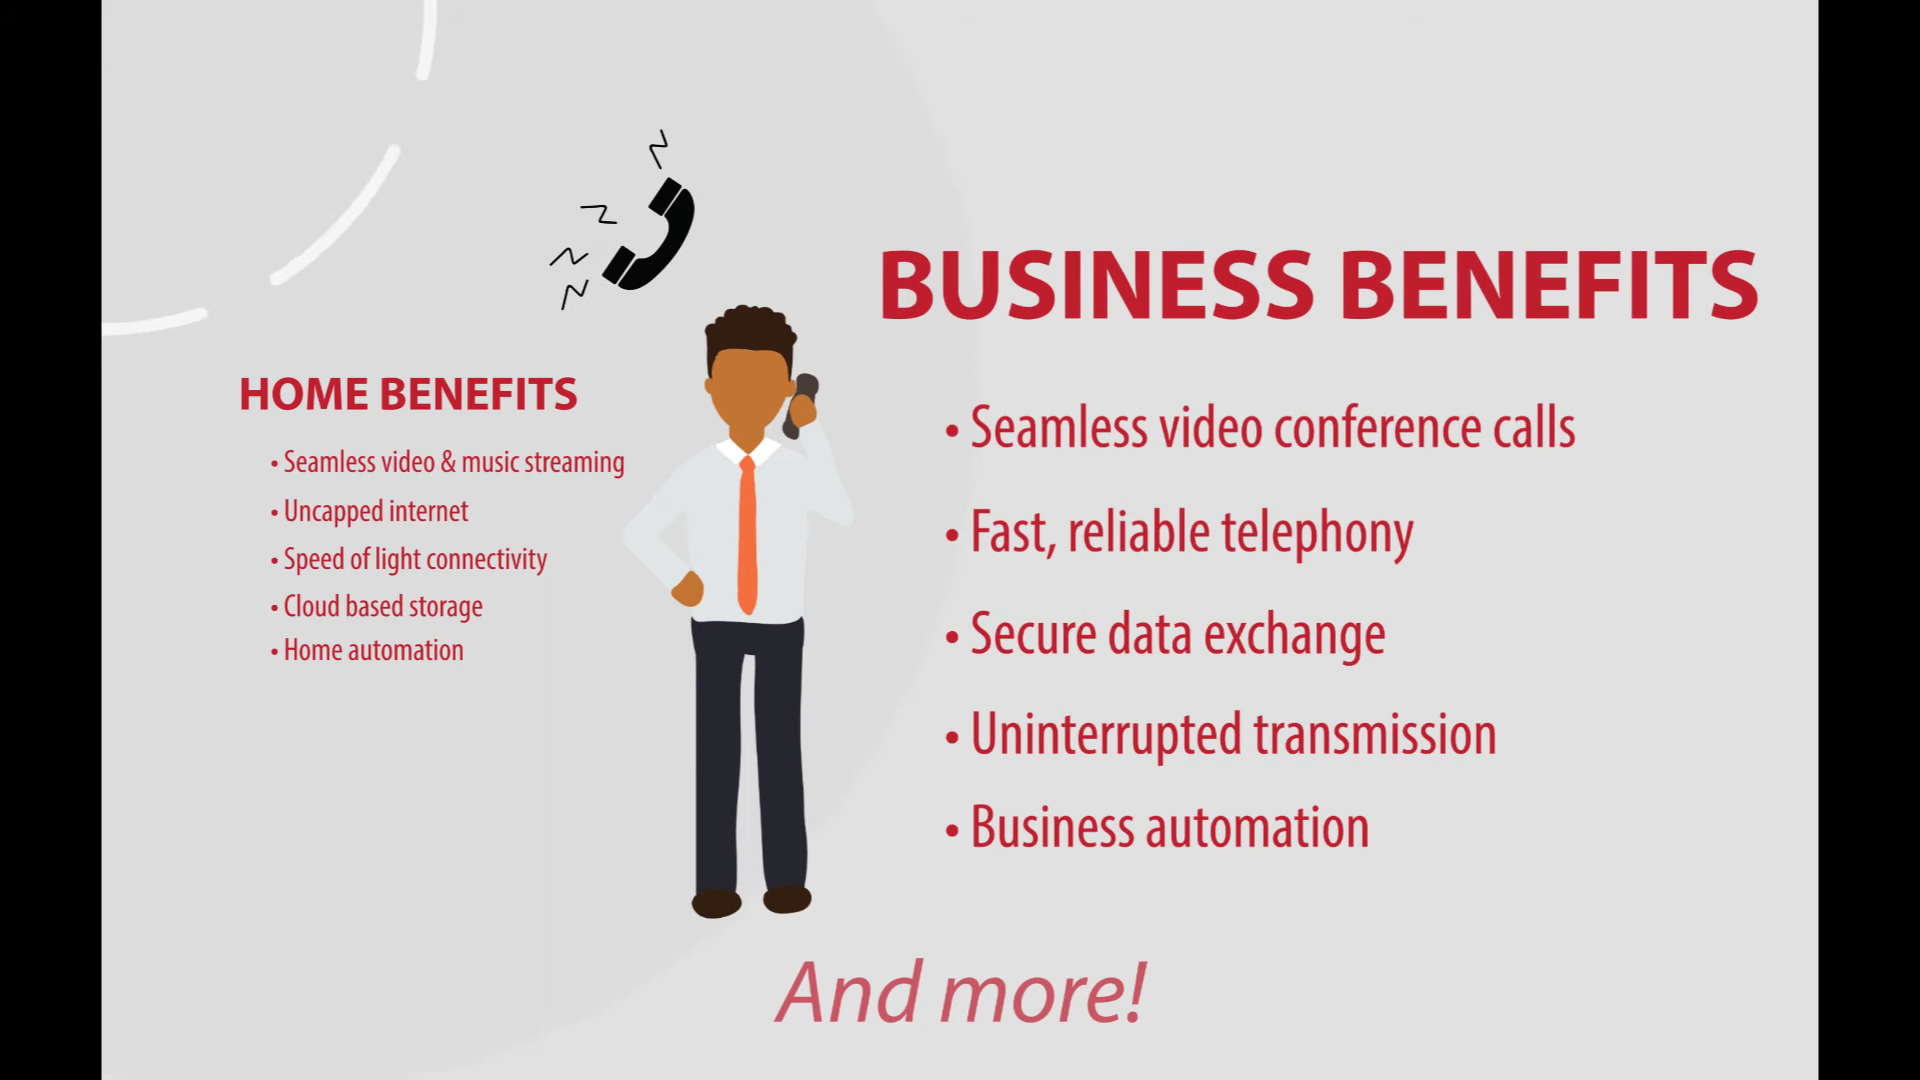 HOME BENEFITS
• Seamless video & music streaming
• Uncapped internet
• Speed of light connectivity
• Cloud based storage
• Home automation
BUSINESS BENEFITS
• Seamless video conference calls
• Fast, reliable telephony
• Secure data exchange
• Uninterrupted transmission
• Business automation
And more!